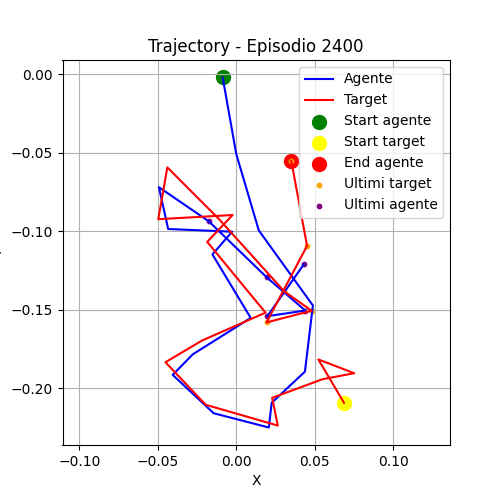 Trajectory - Episodio 2400
Agente
Target
Start agente
Start target
End agente
Ultimi target
Ultimi agente
0.00
−0.05
−0.10
−0.15
−0.20
−0.10
−0.05
0.00
0.05
0.10
X